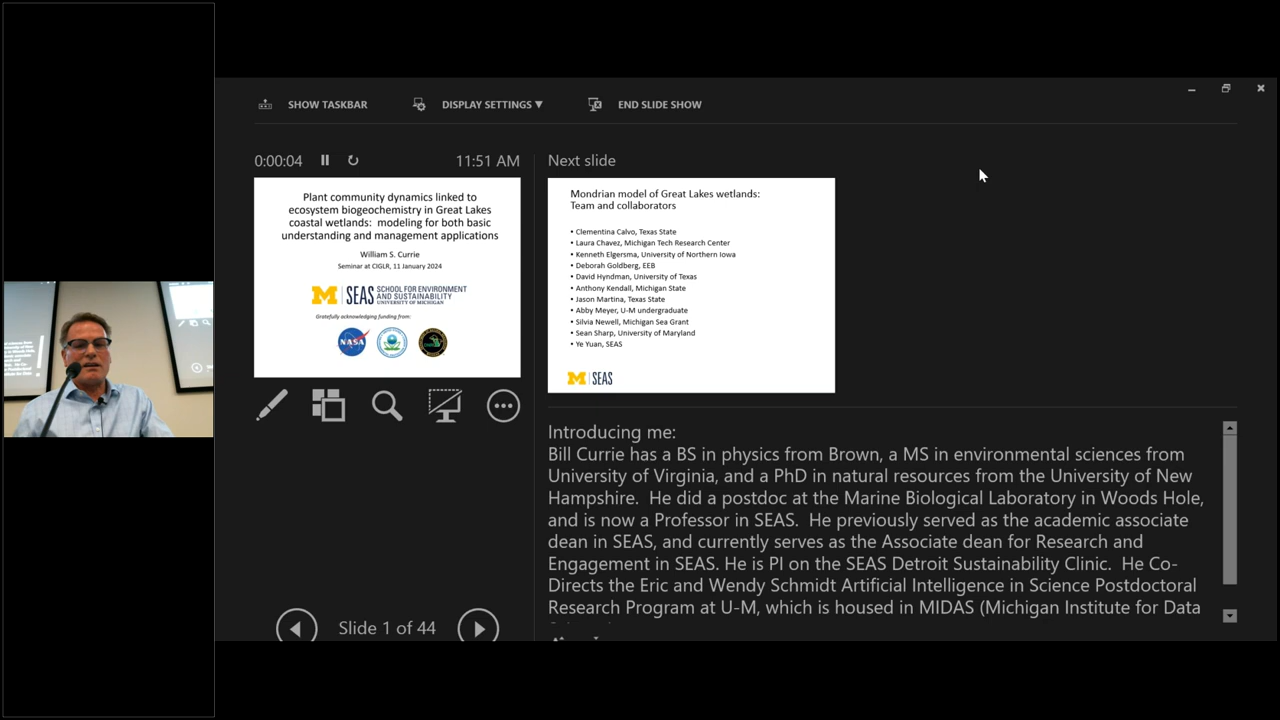 SHOW TASKBAR
DISPLAY SETTINGS ▼
END SLIDE SHOW
0:00:04
11:51 AM
Plant community dynamics linked to
ecosystem biogeochemistry in Great Lakes
coastal wetlands: modeling for both basic
understanding and management applications
William S. Currie
Seminar at CIGLR, 11 January 2024
M SEAS SCHOOL FOR ENVIRONMENT
AND SUSTAINABILITY
UNIVERSITY OF MICHIGAN
Gratefully acknowledging funding from:
NASA
Slide 1 of 44
Next slide
Mondrian model of Great Lakes wetlands:
Team and collaborators
• Clementina Calvo, Texas State
• Laura Chavez, Michigan Tech Research Center
• Kenneth Elgersma, University of Northern Iowa
• Deborah Goldberg, EEB
• David Hyndman, University of Texas
• Anthony Kendall, Michigan State
• Jason Martina, Texas State
• Abby Meyer, U-M undergraduate
• Silvia Newell, Michigan Sea Grant
• Sean Sharp, University of Maryland
• Ye Yuan, SEAS
M SEAS
Introducing me:
Bill Currie has a BS in physics from Brown, a MS in environmental sciences from
University of Virginia, and a PhD in natural resources from the University of New
Hampshire. He did a postdoc at the Marine Biological Laboratory in Woods Hole,
and is now a Professor in SEAS. He previously served as the academic associate
dean in SEAS, and currently serves as the Associate dean for Research and
Engagement in SEAS. He is PI on the SEAS Detroit Sustainability Clinic. He Co-
Directs the Eric and Wendy Schmidt Artificial Intelligence in Science Postdoctoral
Research Program at U-M, which is housed in MIDAS (Michigan Institute for Data